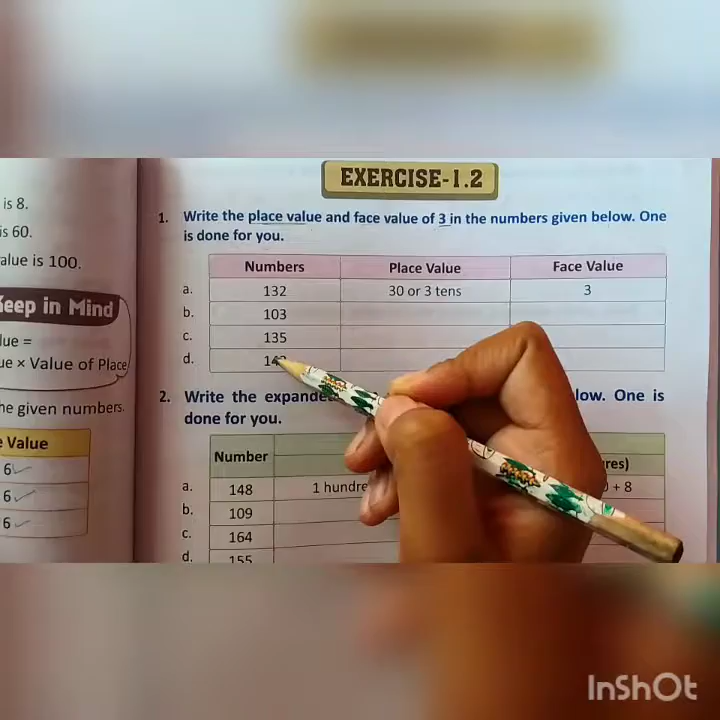 is 8.
is 60.
alue is 100.
Keep in Mind
lue =
ue × Value of Place
he given numbers.
e Value
6
6
6
EXERCISE-1.2
1. Write the place value and face value of 3 in the numbers given below. One
is done for you.
Numbers Place Value Face Value
a. 132 30 or 3 tens 3
b. 103
c. 135
d.
2. Write the expande low. One is
done for you.
Number res)
a. 148 1 hundre + 8
b. 109
c. 164
d. 155
InShOt